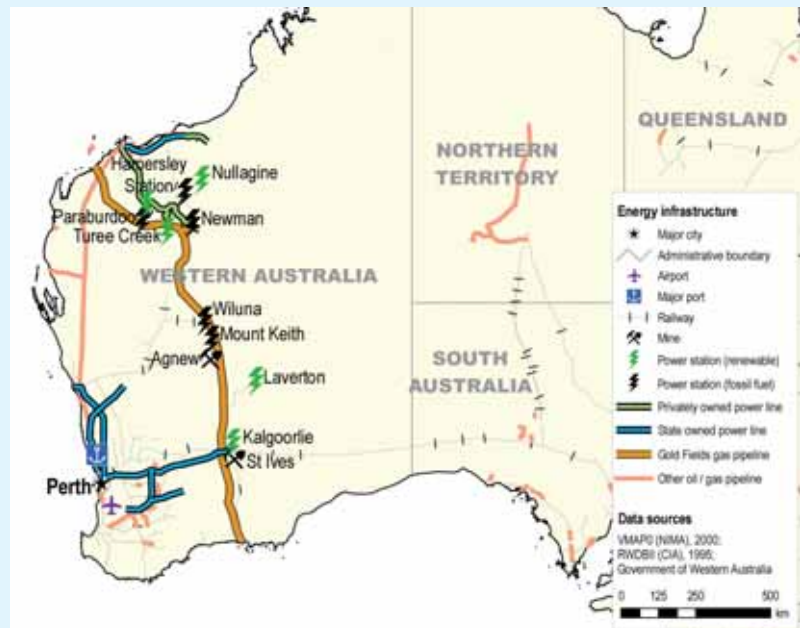 QUEENSLAND
NORTHERN
TERRITORY
Hamersley
Station
Nullagine
Paraburdoo
Newman
Turee Creek
WESTERN AUSTRALIA
Wiluna
Mount Keith
Agnew
Laverton
SOUTH
AUSTRALIA
Kalgoorlie
St Ives
Perth
Energy infrastructure
Major city
Administrative boundary
Airport
Major port
Railway
Mine
Power station (renewable)
Power station (fossil fuel)
Privately owned power line
State owned power line
Gold Fields gas pipeline
Other oil / gas pipeline
Data sources
VMAP0 (NIMA), 2000;
RWDBII (CIA), 1995;
Government of Western Australia
0 125 250 500
km